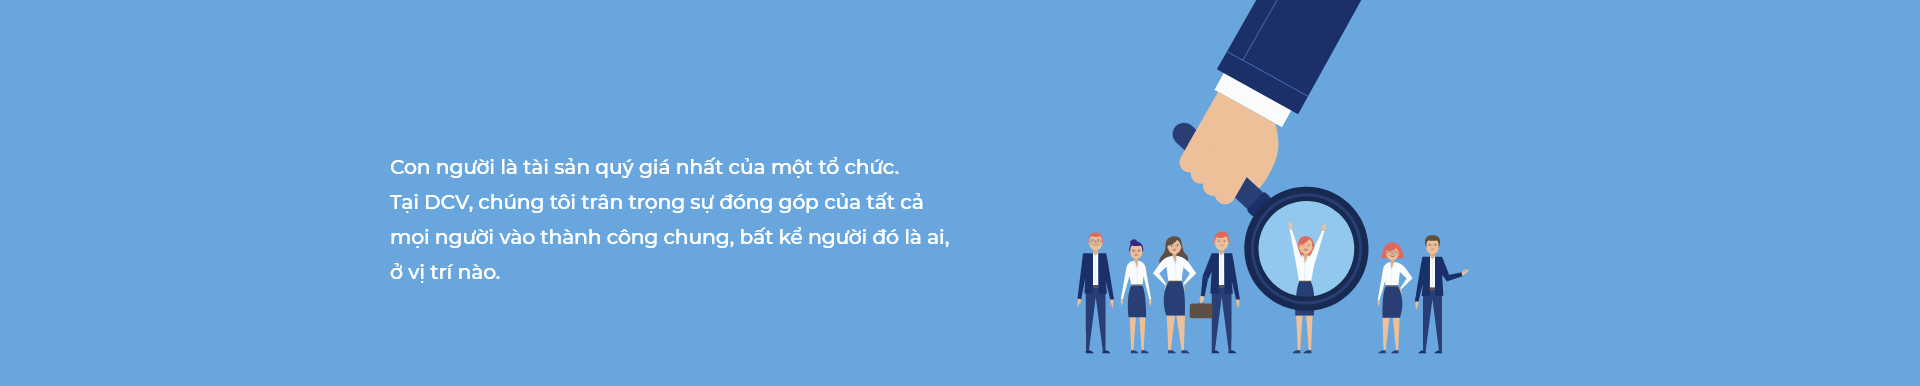 Con người là tài sản quý giá nhất của một tổ chức.
Tại DCV, chúng tôi trân trọng sự đóng góp của tất cả
mọi người vào thành công chung, bất kể người đó là ai,
ở vị trí nào.